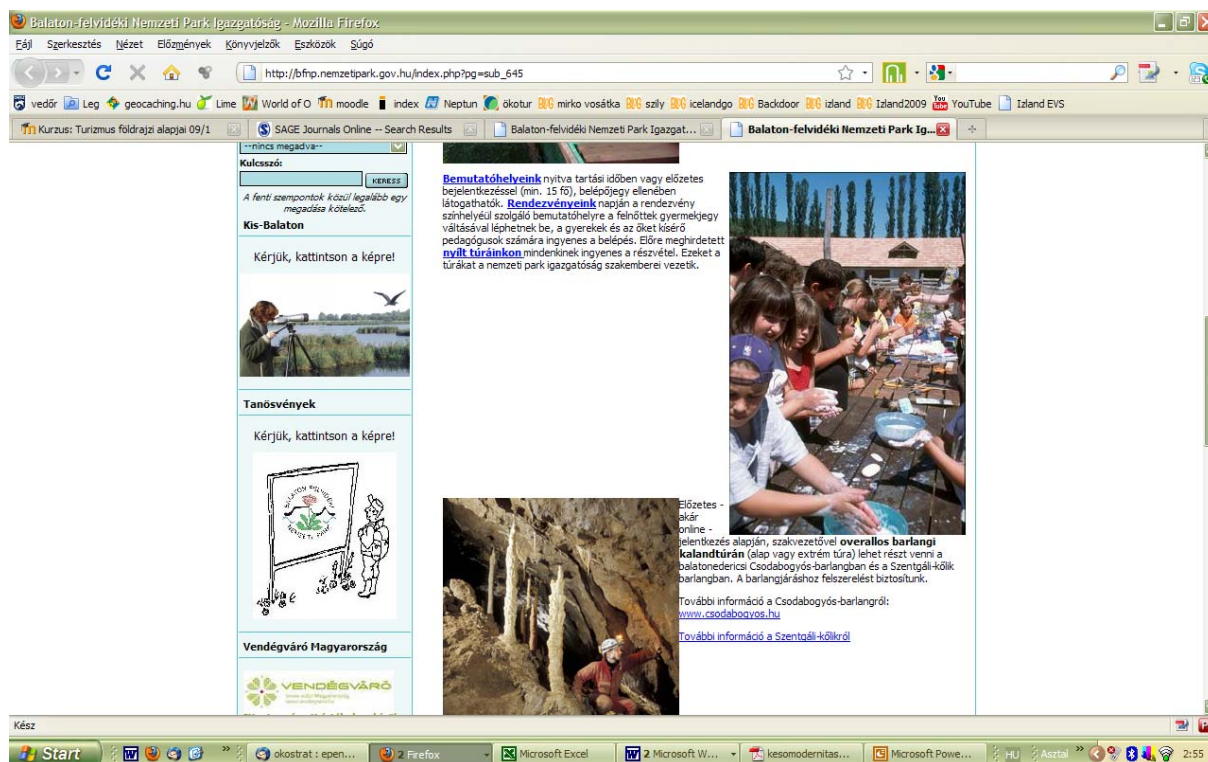 Balaton-felvidéki Nemzeti Park Igazgatóság - Mozilla Firefox
Fájl Szerkesztés Nézet Előzmények Könyvjelzők Eszközök Súgó
http://bfnp.nemzetipark.gov.hu/index.php?pg=sub_645
vedőr Leg geocaching.hu Lime World of O moodle index Neptun ökotur mirko vosátka szily icelandgo Backdoor izland Izland2009 YouTube Izland EVS
Kurzus: Turizmus földrajzi alapjai 09/1 SAGE Journals Online -- Search Results Balaton-felvidéki Nemzeti Park Igazgat... Balaton-felvidéki Nemzeti Park Ig...
--nincs megadva--
Kulcsszó:
KERESS
A fenti szempontok közül legalább egy
megadása kötelező.
Kis-Balaton
Kérjük, kattintson a képre!
Tanösvények
Kérjük, kattintson a képre!
BALATON-FELVIDÉKI
NEMZETI PARK
Vendégváró Magyarország
VENDÉGVÁRÓ
Bemutatóhelyeink nyitva tartási időben vagy előzetes
bejelentkezéssel (min. 15 fő), belépőjegy ellenében
látogathatók. Rendezvényeink napján a rendezvény
színhelyéül szolgáló bemutatóhelyre a felnőttek gyermekjegy
váltásával léphetnek be, a gyerekek és az őket kísérő
pedagógusok számára ingyenes a belépés. Előre meghirdetett
nyílt túráinkon mindenkinek ingyenes a részvétel. Ezeket a
túrákat a nemzeti park igazgatóság szakemberei vezetik.
Előzetes -
akár
online -
jelentkezés alapján, szakvezetővel overallos barlangi
kalandtúrán (alap vagy extrém túra) lehet részt venni a
balatonedericsi Csodabogyós-barlangban és a Szentgáli-kőlik
barlangban. A barlangjáráshoz felszerelést biztosítunk.
További információ a Csodabogyós-barlangról:
www.csodabogyos.hu
További információ a Szentgáli-kőlikról
Kész
Start okostrat : epen... 2 Firefox Microsoft Excel 2 Microsoft W... kesomodernitas... Microsoft Powe... HU Asztal 2:55